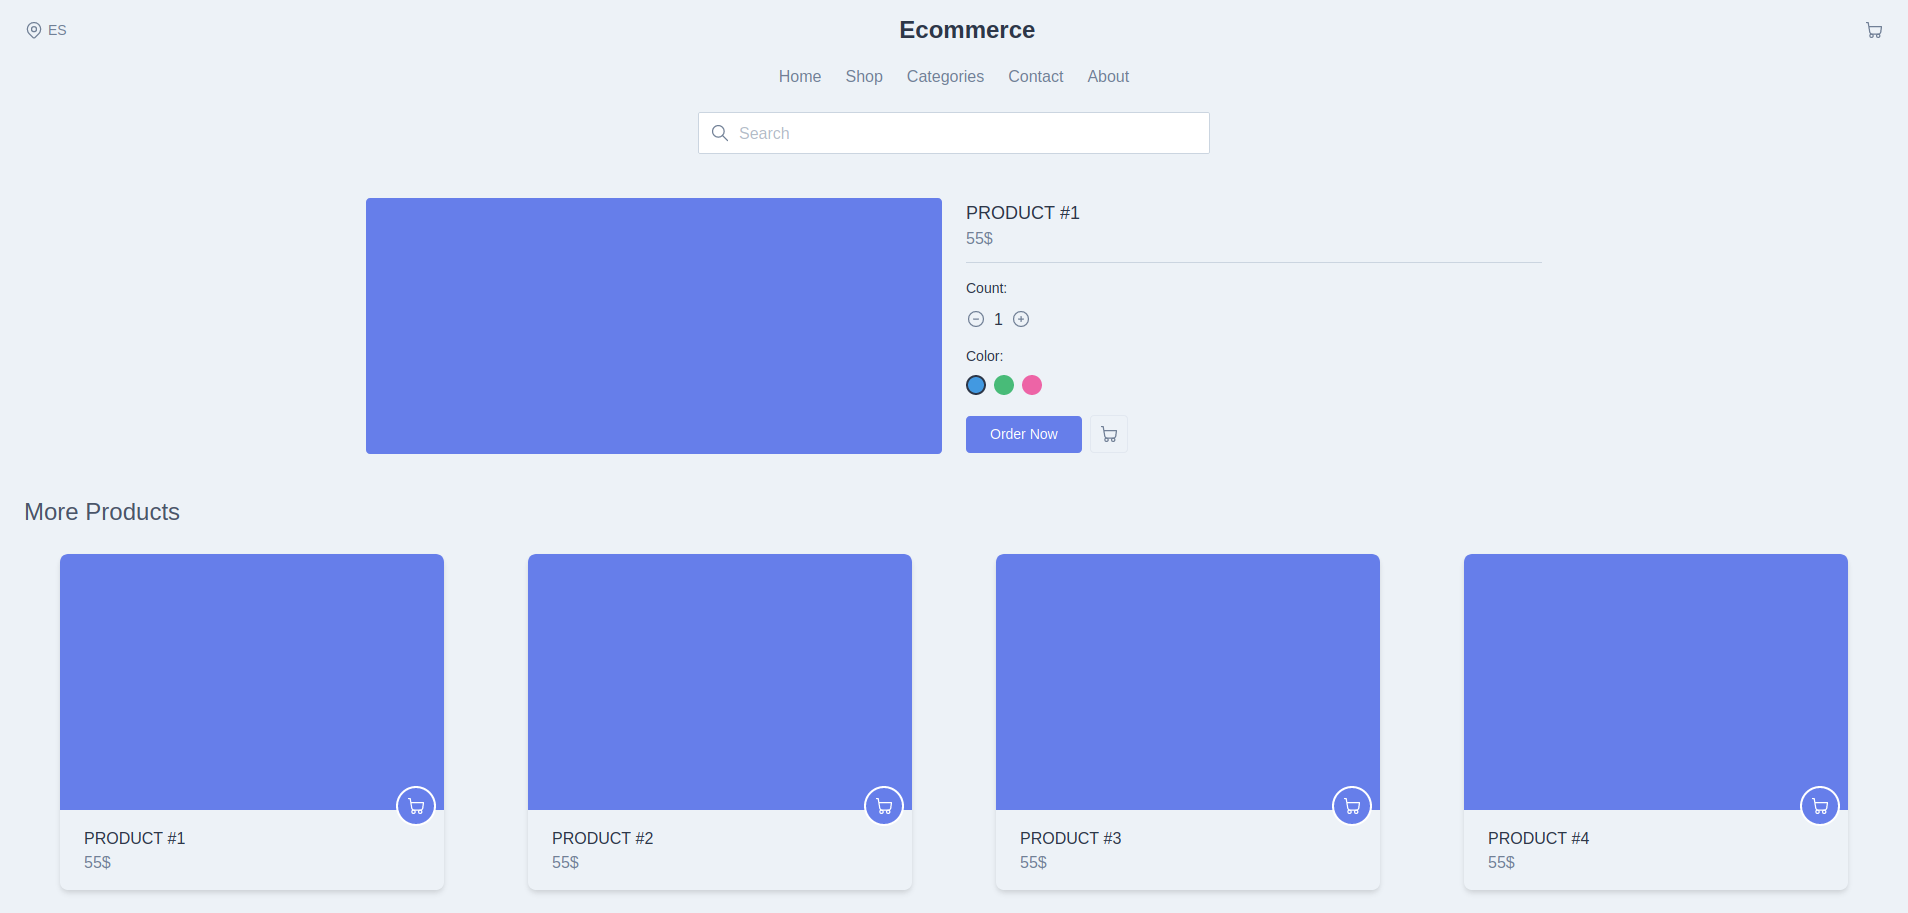 ES
Ecommerce
Home Shop Categories Contact About
Search
PRODUCT #1
55$
Count:
1
Color:
Order Now
More Products
PRODUCT #1
55$
PRODUCT #2
55$
PRODUCT #3
55$
PRODUCT #4
55$